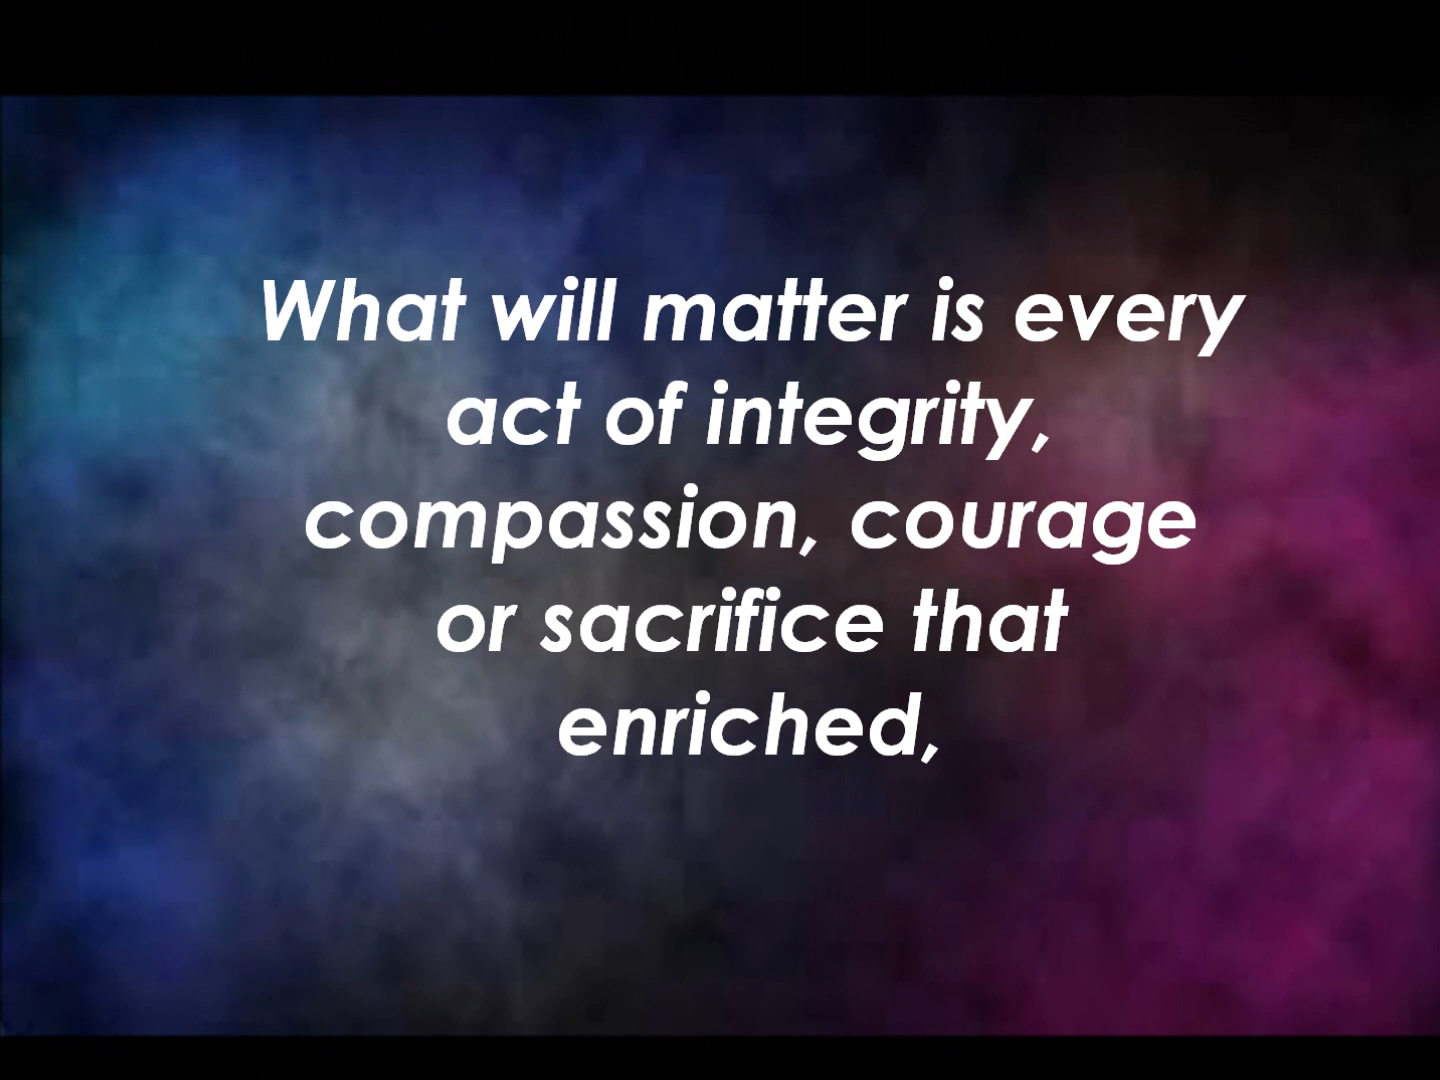 What will matter is every
act of integrity,
compassion, courage
or sacrifice that
enriched,